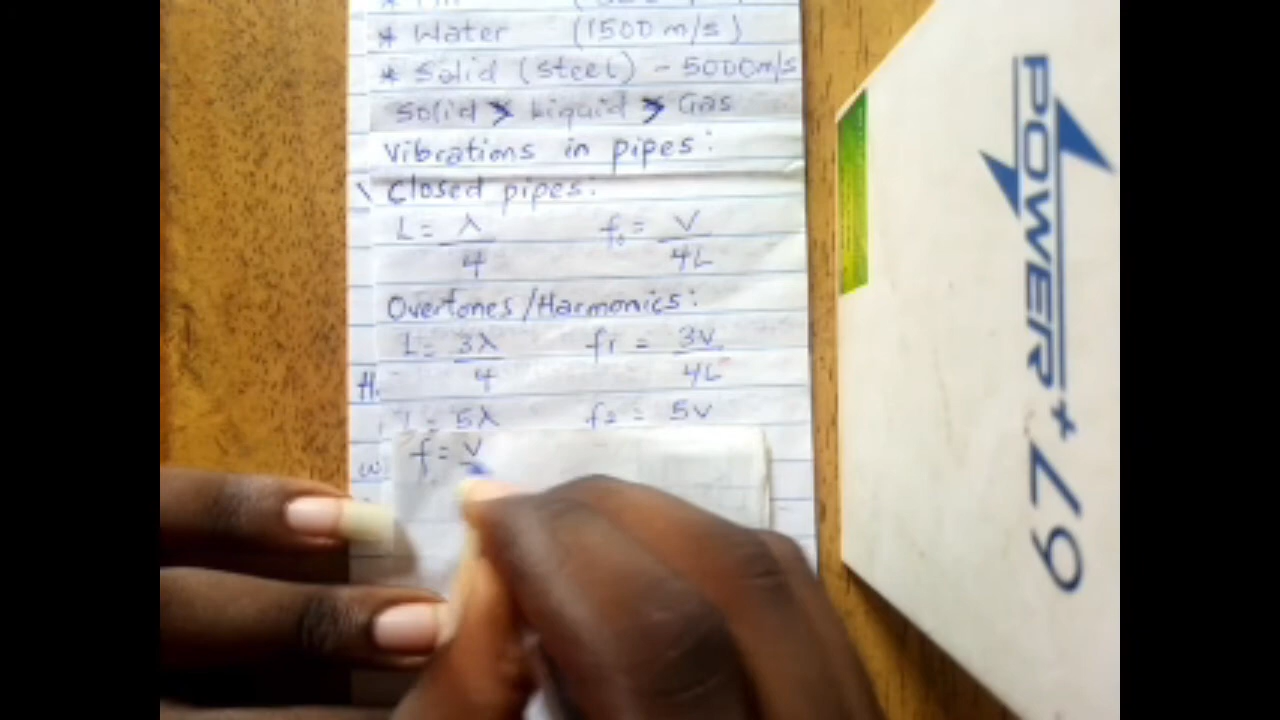 * Water (1500 m/s)
* Solid (steel) - 5000m/s
Solid > Liquid > Gas
Vibrations in pipes:
Closed pipes:
L = λ/4 f₀ = V/4L
Overtones/Harmonics:
L = 3λ/4 f1 = 3V/4L
L = 5λ f2 = 5V
f = V
POWER+ L9